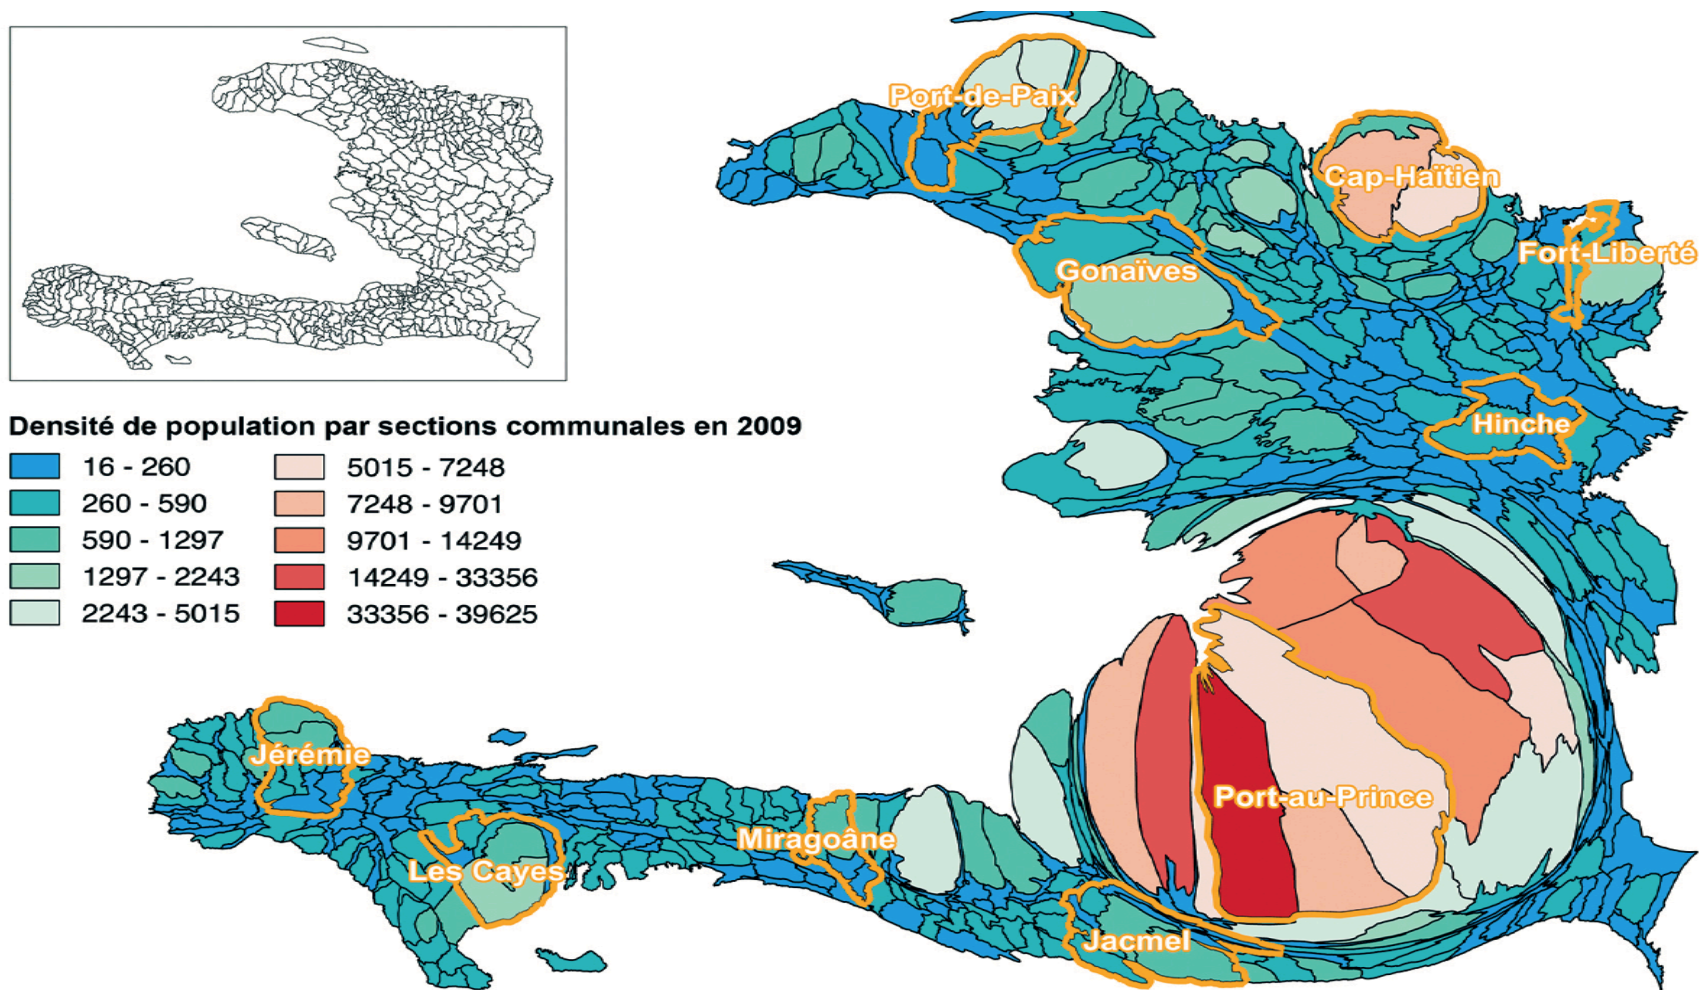 Port-de-Paix
Cap-Haïtien
Fort-Liberté
Gonaïves
Hinche
Densité de population par sections communales en 2009
16 - 260
260 - 590
590 - 1297
1297 - 2243
2243 - 5015
5015 - 7248
7248 - 9701
9701 - 14249
14249 - 33356
33356 - 39625
Jérémie
Port-au-Prince
Miragoâne
Les Cayes
Jacmel